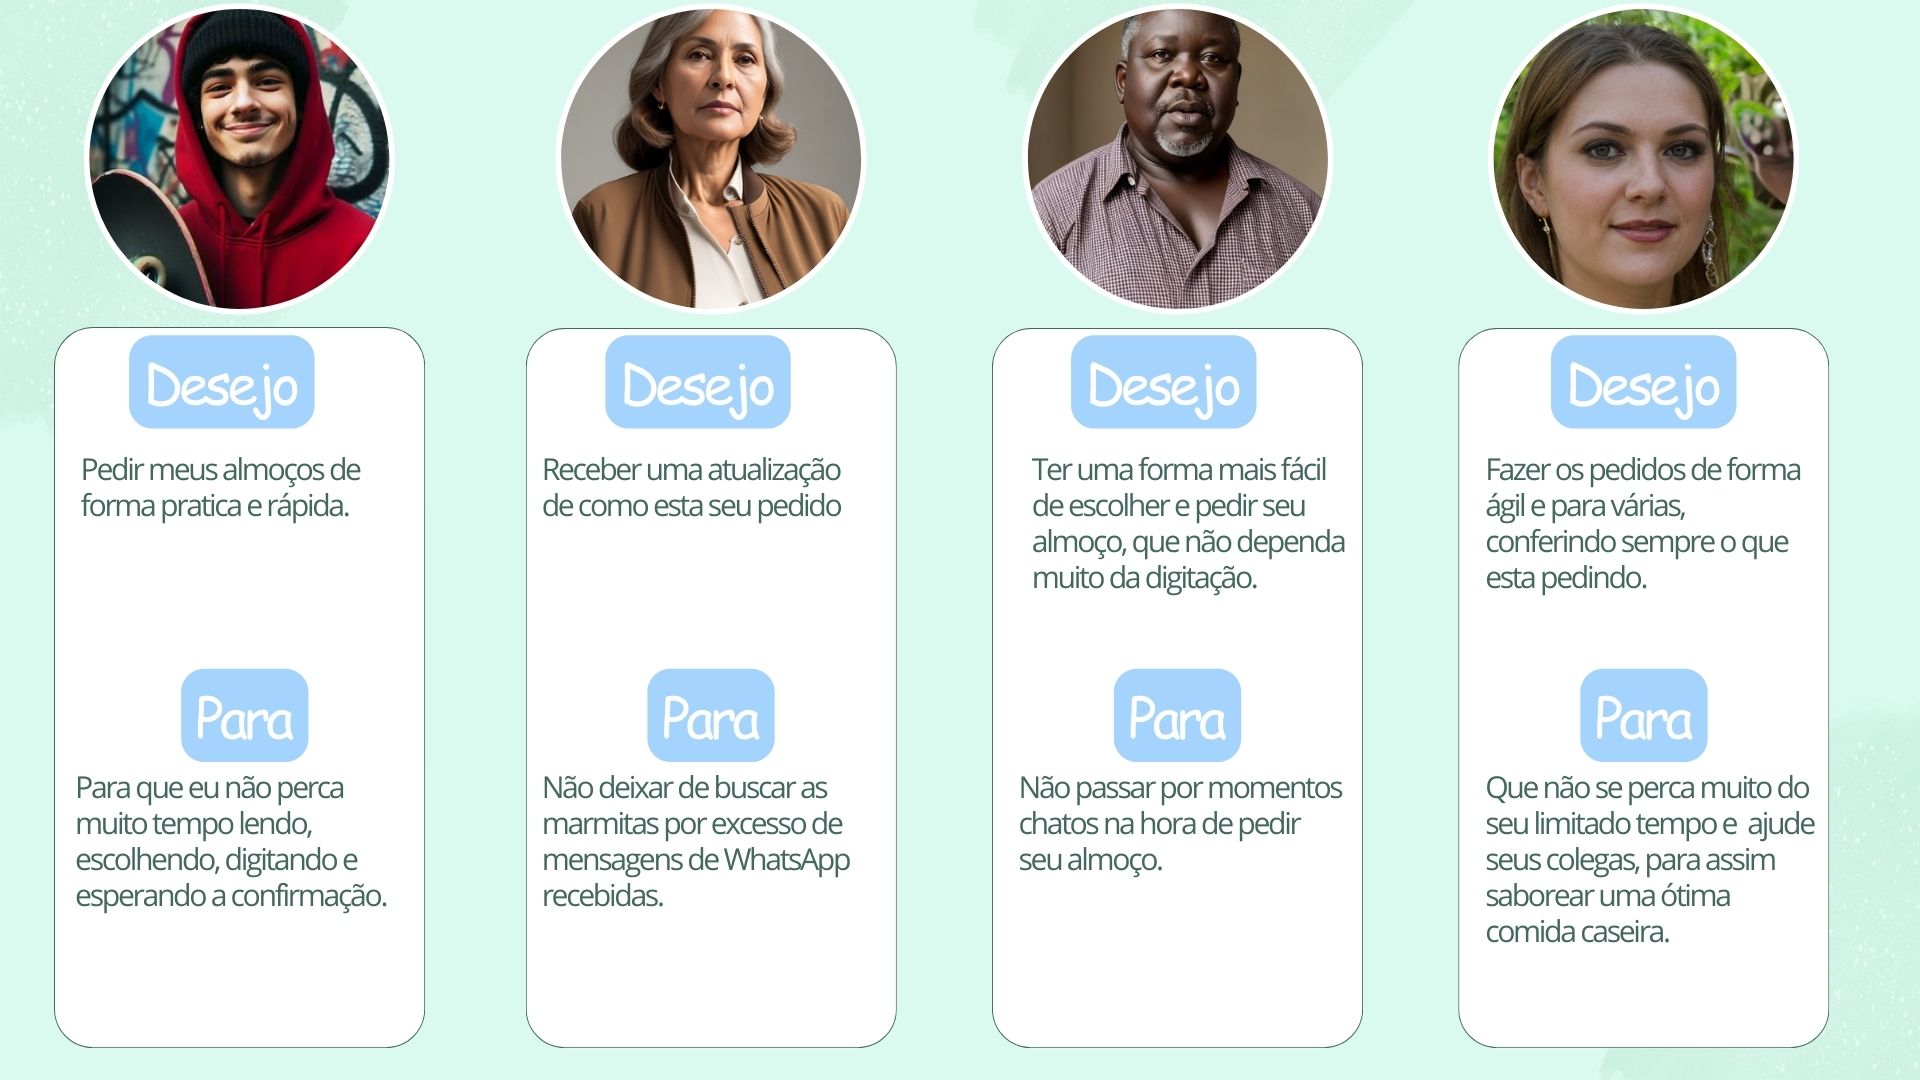 Desejo
Pedir meus almoços de
forma pratica e rápida.
Para
Para que eu não perca
muito tempo lendo,
escolhendo, digitando e
esperando a confirmação.
Desejo
Receber uma atualização
de como esta seu pedido
Para
Não deixar de buscar as
marmitas por excesso de
mensagens de WhatsApp
recebidas.
Desejo
Ter uma forma mais fácil
de escolher e pedir seu
almoço, que não dependa
muito da digitação.
Para
Não passar por momentos
chatos na hora de pedir
seu almoço.
Desejo
Fazer os pedidos de forma
ágil e para várias,
conferindo sempre o que
esta pedindo.
Para
Que não se perca muito do
seu limitado tempo e  ajude
seus colegas, para assim
saborear uma ótima
comida caseira.